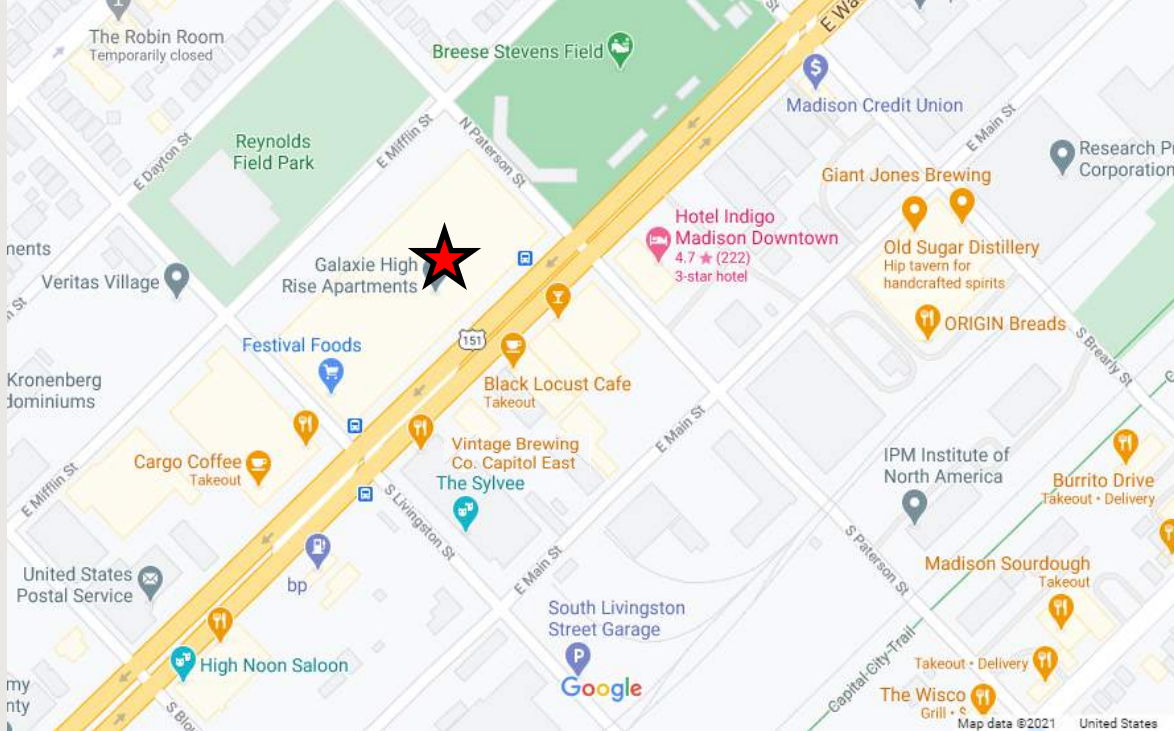 The Robin Room
Temporarily closed
Breese Stevens Field
E Wa
Madison Credit Union
Reynolds
Field Park
E Dayton St
E Mifflin St
N Paterson St
E Main St
Research P
Corporation
Giant Jones Brewing
Hotel Indigo
Madison Downtown
4.7 ★ (222)
3-star hotel
Old Sugar Distillery
Hip tavern for
handcrafted spirits
ments
Veritas Village
Galaxie High
Rise Apartments
ORIGIN Breads
St
151
Festival Foods
S Brearly St
Kronenberg
dominiums
Black Locust Cafe
Takeout
E Main St
Vintage Brewing
Co. Capitol East
The Sylvee
Cargo Coffee
Takeout
E Mifflin St
IPM Institute of
North America
Burrito Drive
Takeout • Delivery
S Livingston St
S Paterson St
E Main St
bp
United States
Postal Service
Madison Sourdough
Takeout
South Livingston
Street Garage
P
High Noon Saloon
Capital-City-Trail
Takeout • Delivery
The Wisco
Grill • $
my
nty
S Blo
Google
Map data ©2021
United States